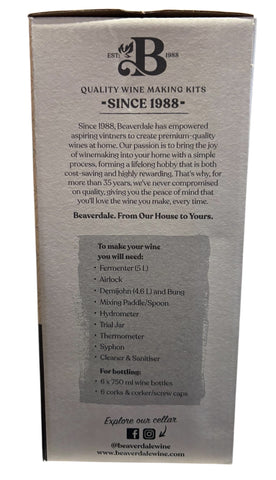 EST. B 1988
QUALITY WINE MAKING KITS
-SINCE 1988-
Since 1988, Beaverdale has empowered
aspiring vintners to create premium-quality
wines at home. Our passion is to bring the joy
of winemaking into your home with a simple
process, forming a lifelong hobby that is both
cost-saving and highly rewarding. That's why, for
more than 35 years, we've never compromised
on quality, giving you the peace of mind that
you'll love the wine you make, every time.
Beaverdale. From Our House to Yours.
To make your wine
you will need:
• Fermenter (5 L)
• Airlock
• Demijohn (4.6 L) and Bung
• Mixing Paddle/Spoon
• Hydrometer
• Trial Jar
• Thermometer
• Syphon
• Cleaner & Sanitiser
For bottling:
• 6 x 750 ml wine bottles
• 6 corks & corker/screw caps
Explore our cellar
@beaverdalewine
www.beaverdalewine.com